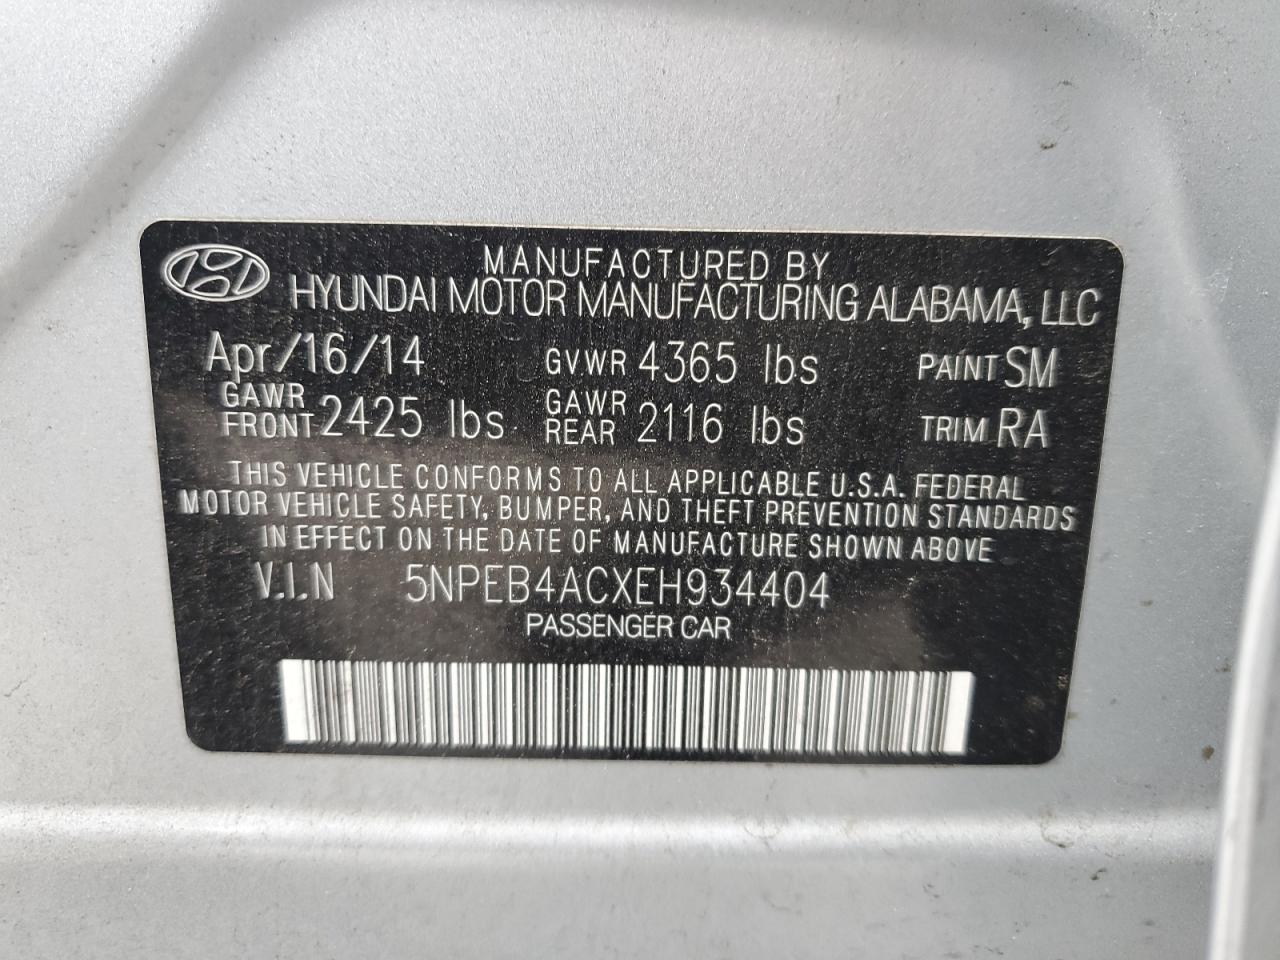 MANUFACTURED BY
HYUNDAI MOTOR MANUFACTURING ALABAMA, LLC
Apr/16/14 GVWR 4365 lbs PAINT SM
GAWR FRONT 2425 lbs GAWR REAR 2116 lbs TRIM RA
THIS VEHICLE CONFORMS TO ALL APPLICABLE U.S.A. FEDERAL
MOTOR VEHICLE SAFETY, BUMPER, AND THEFT PREVENTION STANDARDS
IN EFFECT ON THE DATE OF MANUFACTURE SHOWN ABOVE
V.I.N 5NPEB4ACXEH934404
PASSENGER CAR